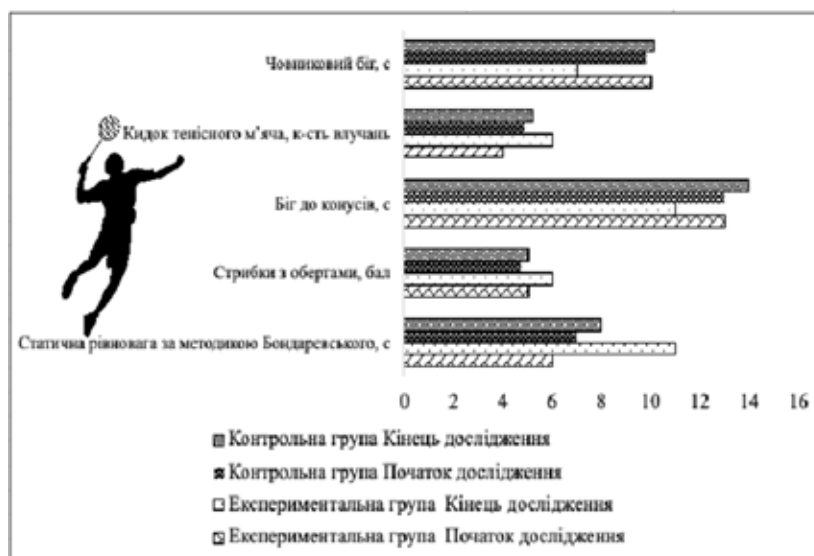 Човниковий біг, с
Кидок тенісного м’яча, к-сть влучань
Біг до конусів, с
Стрибки з обертами, бал
Статична рівновага за методикою Бондаревського, с
0 2 4 6 8 10 12 14 16
Контрольна група Кінець дослідження
Контрольна група Початок дослідження
Експериментальна група Кінець дослідження
Експериментальна група Початок дослідження